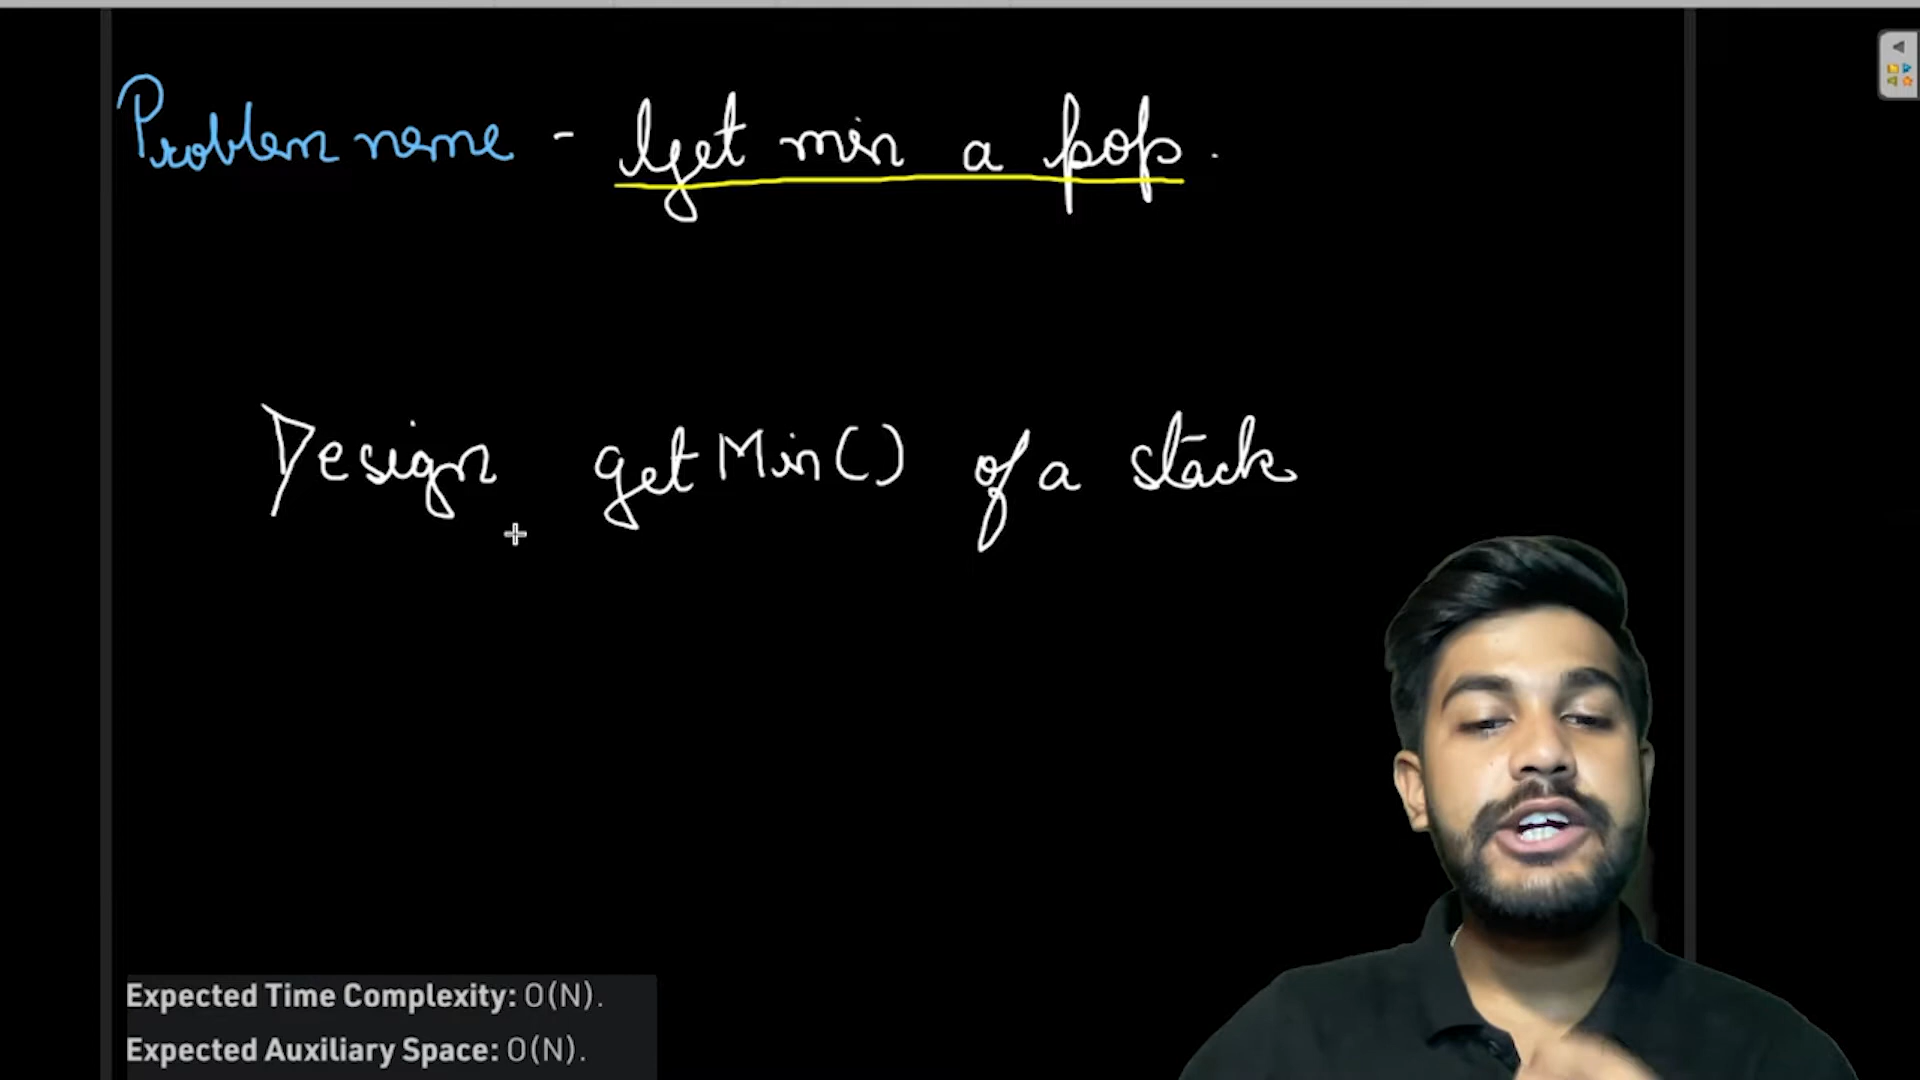 Problem name - Get min a pop.
Design getMin() of a stack
Expected Time Complexity: O(N).
Expected Auxiliary Space: O(N).